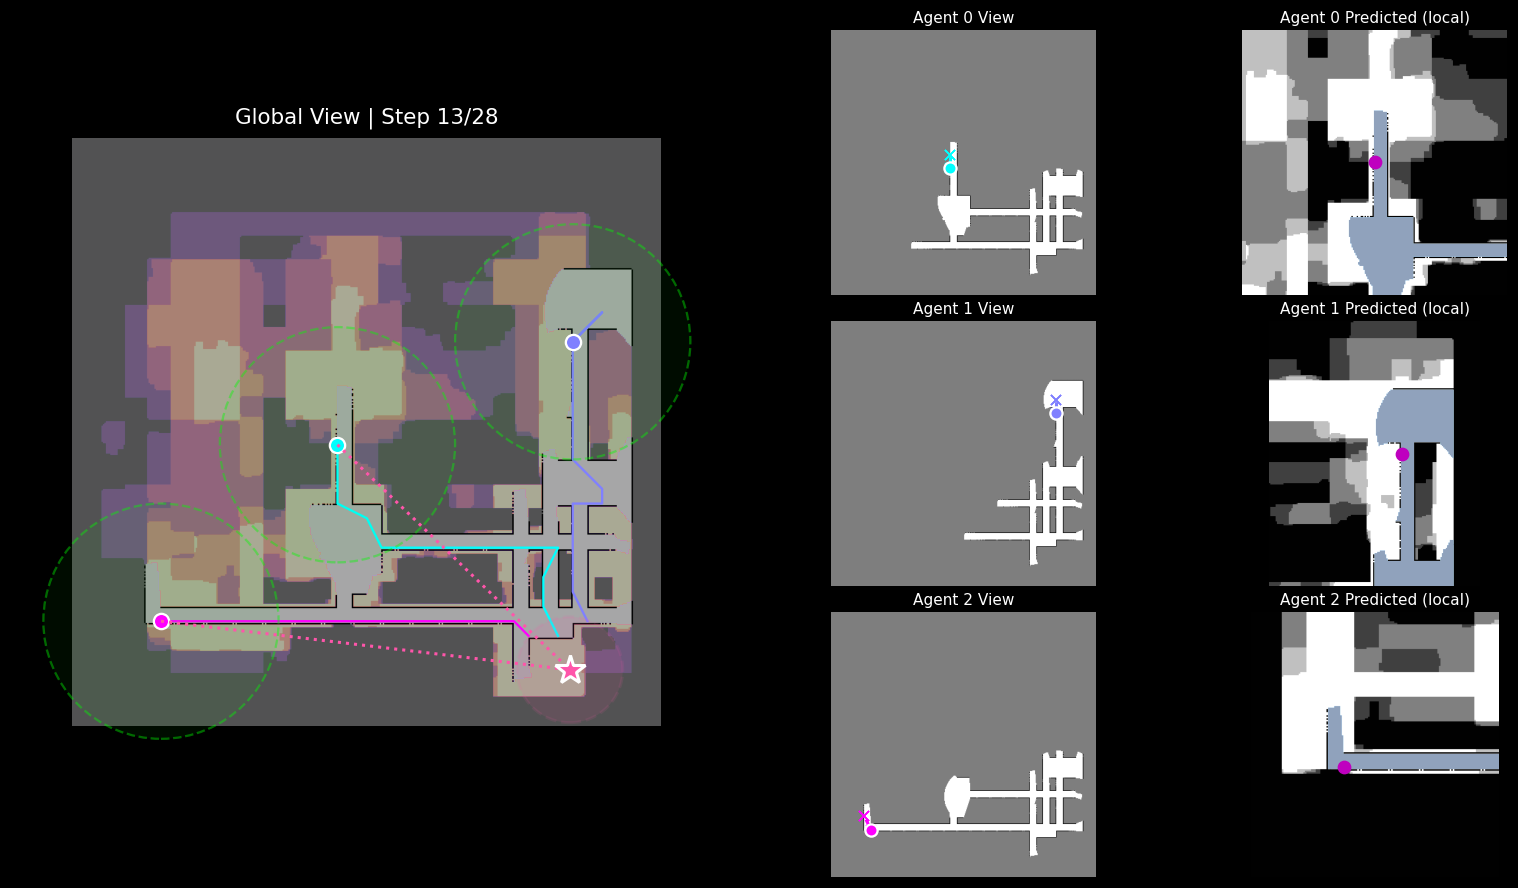 Global View | Step 13/28
Agent 0 View
Agent 0 Predicted (local)
Agent 1 View
Agent 1 Predicted (local)
Agent 2 View
Agent 2 Predicted (local)